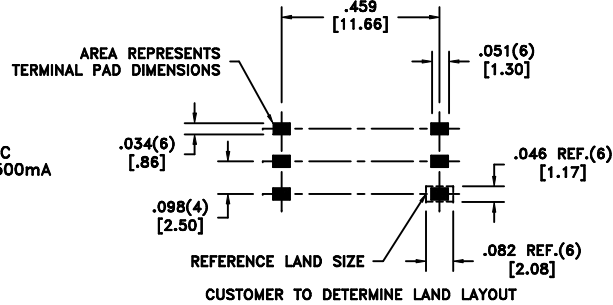 .459
[11.66]
AREA REPRESENTS
TERMINAL PAD DIMENSIONS
.051(6)
[1.30]
.034(6)
[.86]
C
500mA
.046 REF.(6)
[1.17]
.098(4)
[2.50]
REFERENCE LAND SIZE
.082 REF.(6)
[2.08]
CUSTOMER TO DETERMINE LAND LAYOUT